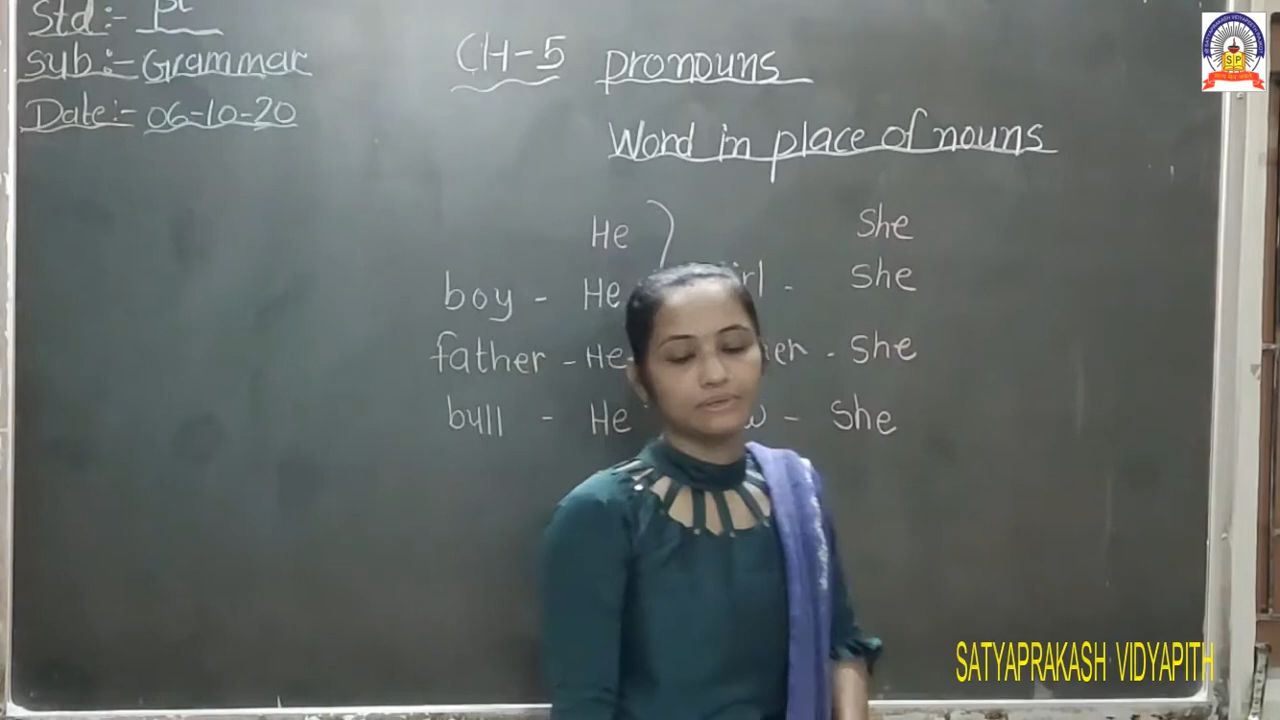 Std:-
Sub:- Grammar
Date:- 06-10-20
CH-5 pronouns
Word in place of nouns
He She
boy - He - She
father - He - She
bull - He - She
SP
SATYAPRAKASH VIDYAPITH